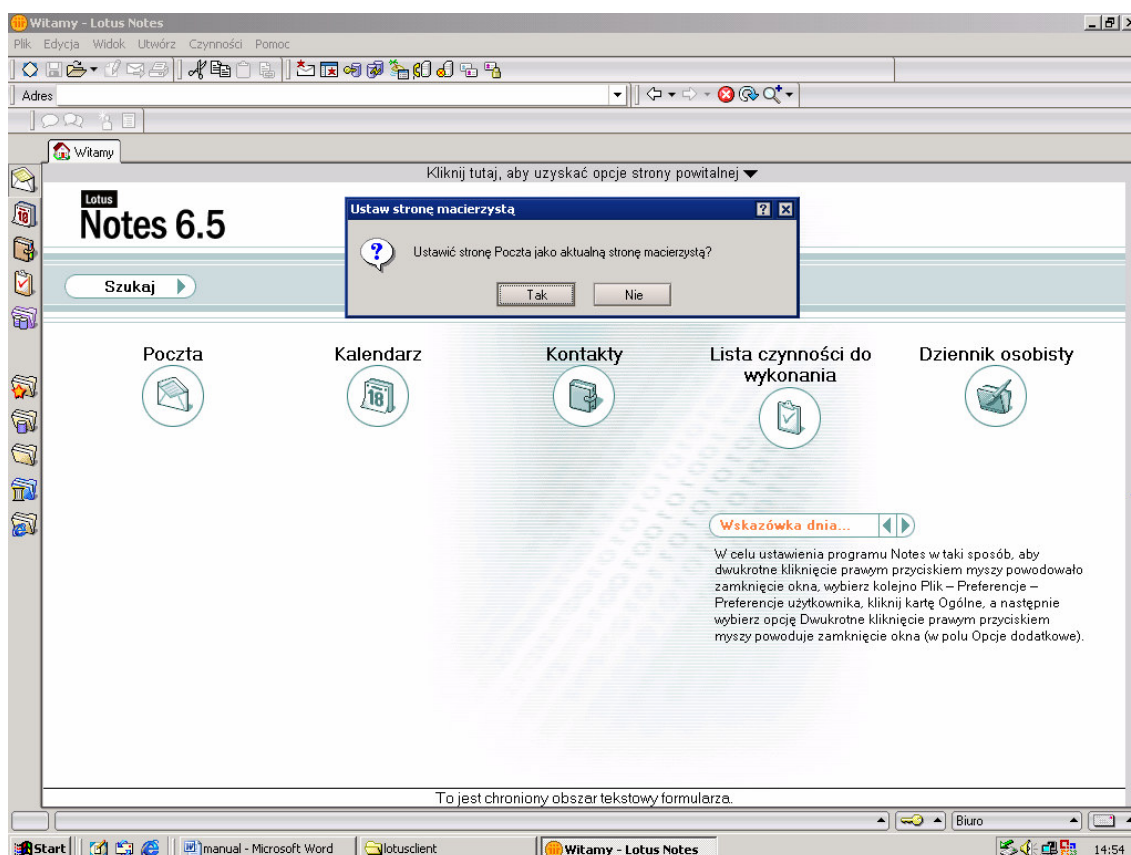 Witamy - Lotus Notes
Plik Edycja Widok Utwórz Czynności Pomoc
Adres
Witamy
Kliknij tutaj, aby uzyskać opcje strony powitalnej
Lotus
Notes 6.5
Ustaw stronę macierzystą
Ustawić stronę Poczta jako aktualną stronę macierzystą?
Tak Nie
Szukaj
Poczta Kalendarz Kontakty Lista czynności do wykonania Dziennik osobisty
18
18
Wskazówka dnia...
W celu ustawienia programu Notes w taki sposób, aby
dwukrotne kliknięcie prawym przyciskiem myszy powodowało
zamknięcie okna, wybierz kolejno Plik – Preferencje –
Preferencje użytkownika, kliknij kartę Ogólne, a następnie
wybierz opcję Dwukrotne kliknięcie prawym przyciskiem
myszy powoduje zamknięcie okna (w polu Opcje dodatkowe).
To jest chroniony obszar tekstowy formularza.
Biuro
Start manual - Microsoft Word lotusclient Witamy - Lotus Notes 14:54